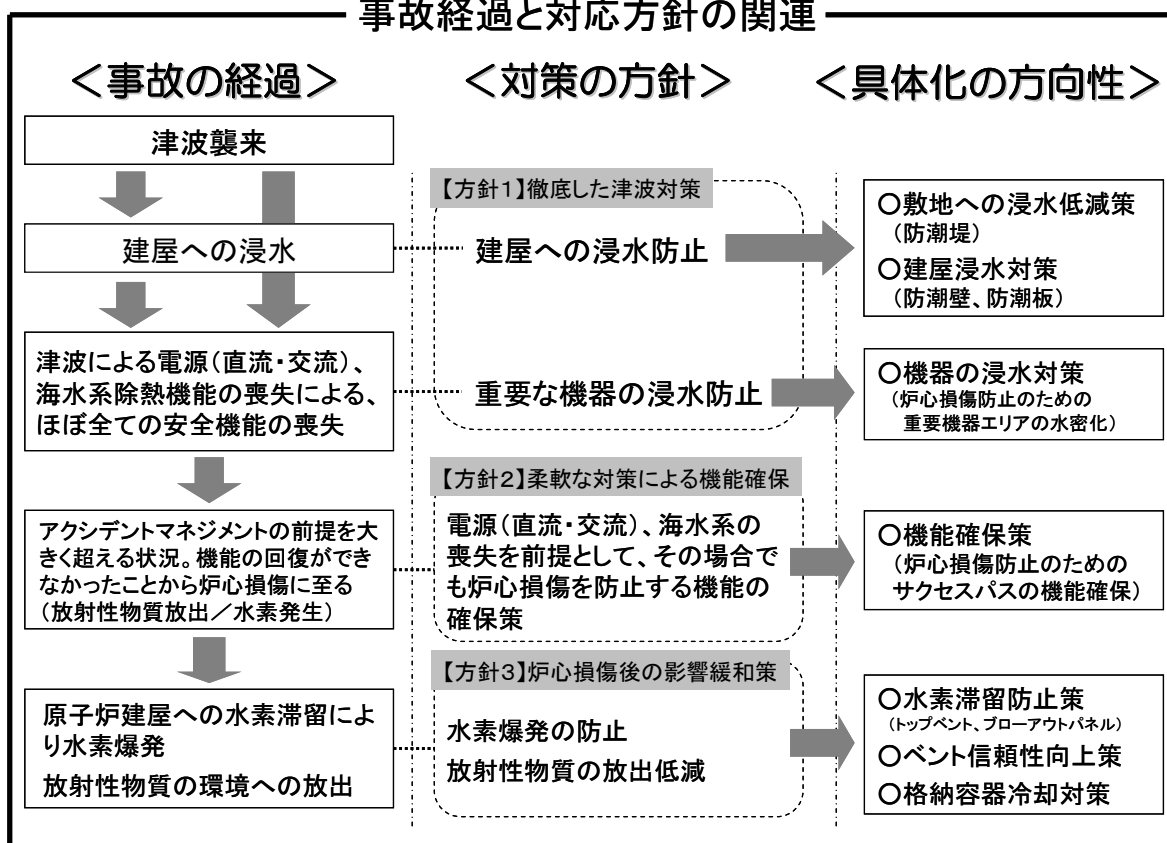 事故経過と対応方針の関連
＜事故の経過＞
＜対策の方針＞
＜具体化の方向性＞
津波襲来
建屋への浸水
津波による電源（直流・交流）、
海水系除熱機能の喪失による、
ほぼ全ての安全機能の喪失
アクシデントマネジメントの前提を大
きく超える状況。機能の回復ができ
なかったことから炉心損傷に至る
（放射性物質放出／水素発生）
原子炉建屋への水素滞留によ
り水素爆発
放射性物質の環境への放出
【方針1】徹底した津波対策
建屋への浸水防止
重要な機器の浸水防止
【方針2】柔軟な対策による機能確保
電源（直流・交流）、海水系の
喪失を前提として、その場合で
も炉心損傷を防止する機能の
確保策
【方針3】炉心損傷後の影響緩和策
水素爆発の防止
放射性物質の放出低減
○敷地への浸水低減策
（防潮堤）
○建屋浸水対策
（防潮壁、防潮板）
○機器の浸水対策
（炉心損傷防止のための
重要機器エリアの水密化）
○機能確保策
（炉心損傷防止のための
サクセスパスの機能確保）
○水素滞留防止策
（トップベント、ブローアウトパネル）
○ベント信頼性向上策
○格納容器冷却対策